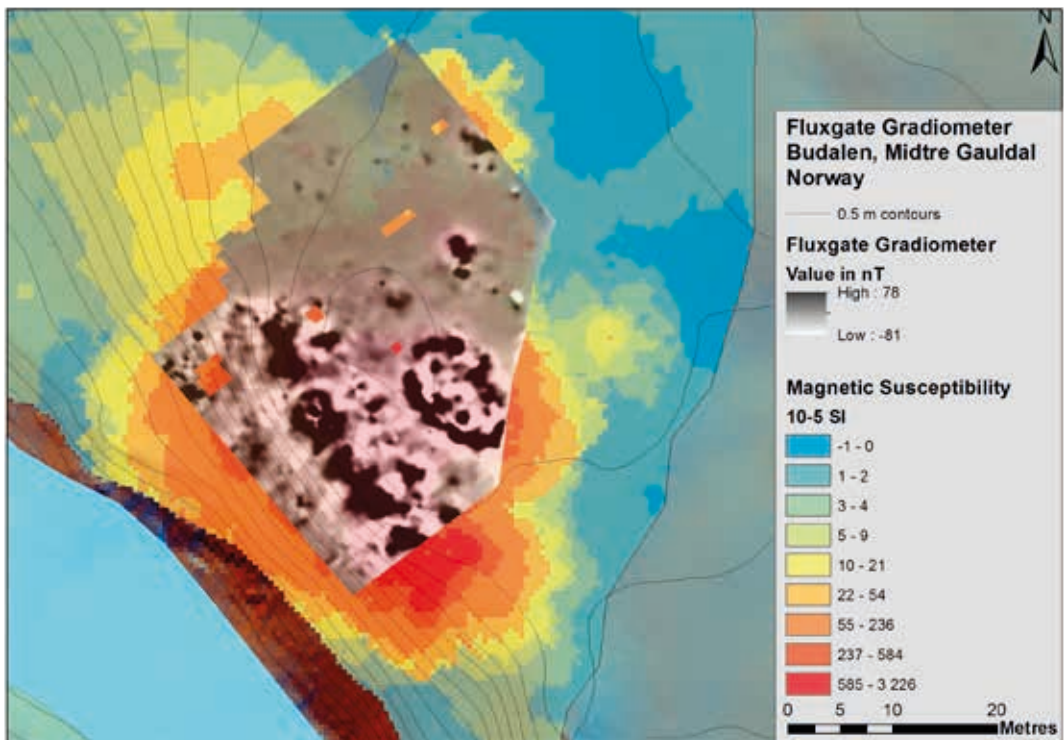 N
Fluxgate Gradiometer
Budalen, Midtre Gauldal
Norway
0.5 m contours
Fluxgate Gradiometer
Value in nT
High : 78
Low : -81
Magnetic Susceptibility
10-5 SI
-1 - 0
1 - 2
3 - 4
5 - 9
10 - 21
22 - 54
55 - 236
237 - 584
585 - 3 226
0 5 10 20
Metres